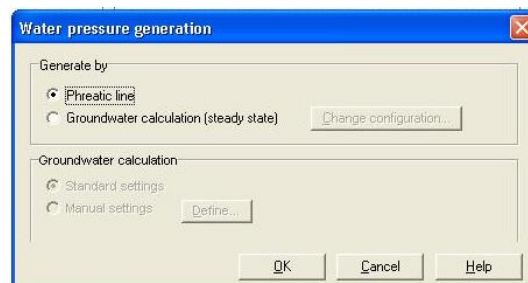 Water pressure generation
Generate by
Phreatic line
Groundwater calculation (steady state)
Change configuration...
Groundwater calculation
Standard settings
Manual settings
Define...
OK
Cancel
Help